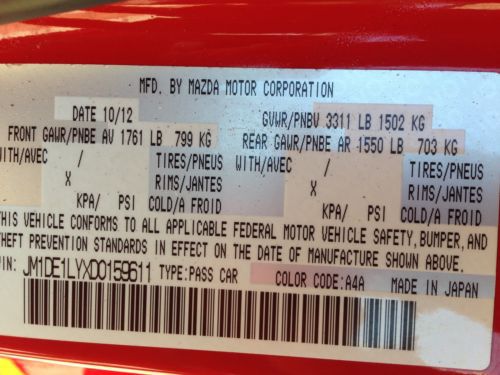 MFD. BY MAZDA MOTOR CORPORATION
DATE 10/12 GVWR/PNBV 3311 LB 1502 KG
FRONT GAWR/PNBE AV 1761 LB 799 KG REAR GAWR/PNBE AR 1550 LB 703 KG
WITH/AVEC / TIRES/PNEUS WITH/AVEC / TIRES/PNEUS
X RIMS/JANTES X RIMS/JANTES
KPA/ PSI COLD/A FROID KPA/ PSI COLD/A FROID
THIS VEHICLE CONFORMS TO ALL APPLICABLE FEDERAL MOTOR VEHICLE SAFETY, BUMPER, AND
THEFT PREVENTION STANDARDS IN EFFECT ON THE DATE OF MANUFACTURE SHOWN ABOVE.
VIN: JM1DE1LYXD0159611 TYPE:PASS CAR COLOR CODE:A4A MADE IN JAPAN